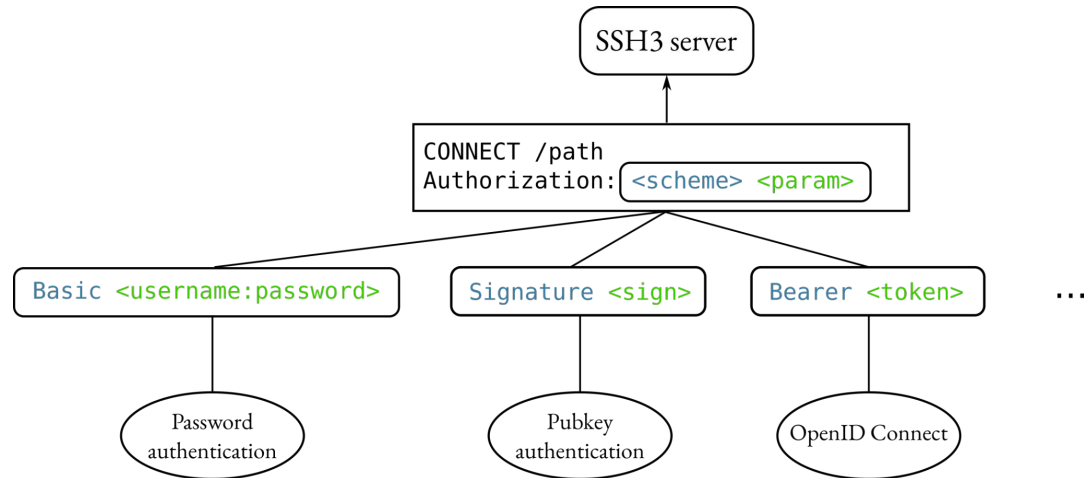 SSH3 server
CONNECT /path
Authorization: <scheme> <param>
Basic <username:password>
Signature <sign>
Bearer <token>
...
Password
authentication
Pubkey
authentication
OpenID Connect